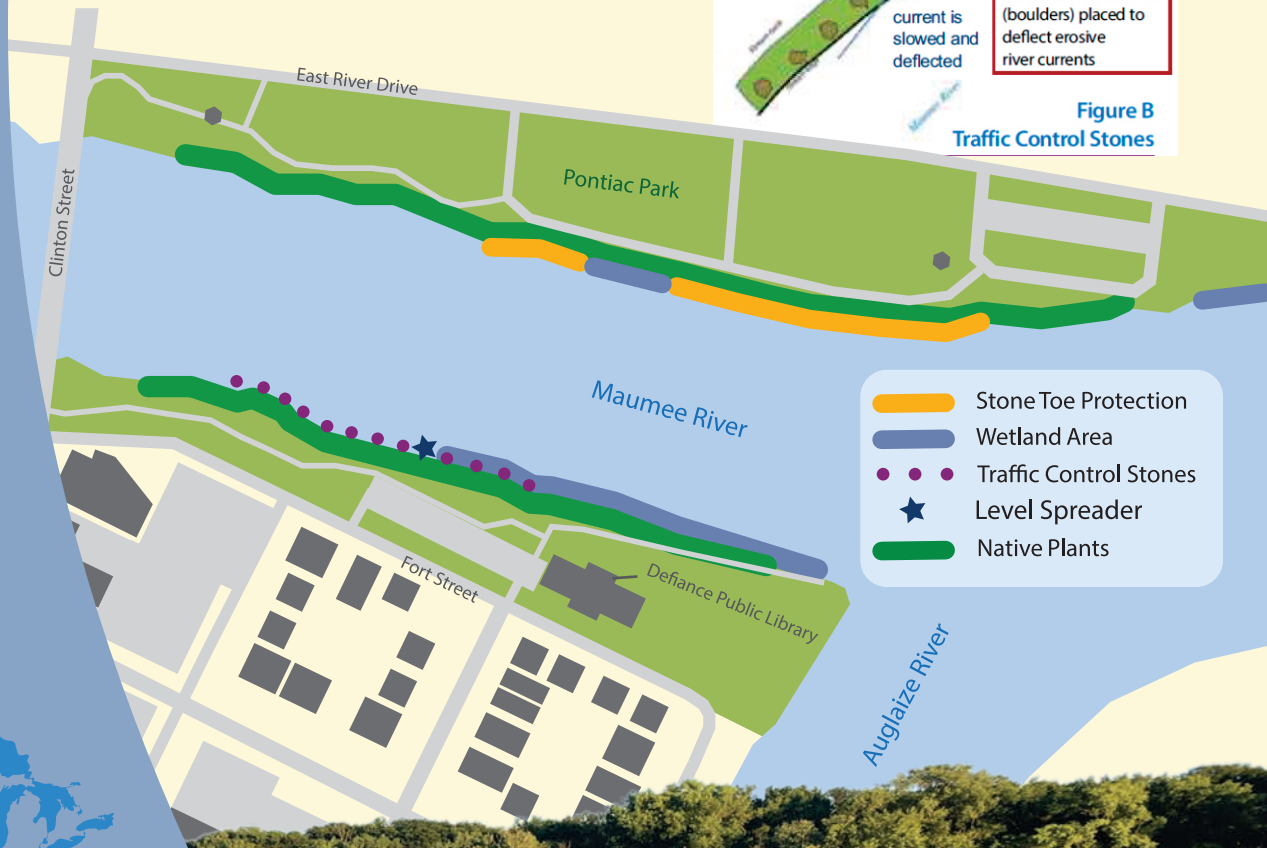 current is
slowed and
deflected
(boulders) placed to
deflect erosive
river currents
Maumee River
Figure B
Traffic Control Stones
East River Drive
Pontiac Park
Clinton Street
Maumee River
Stone Toe Protection
Wetland Area
Traffic Control Stones
Level Spreader
Native Plants
Fort Street
Defiance Public Library
Auglaize River